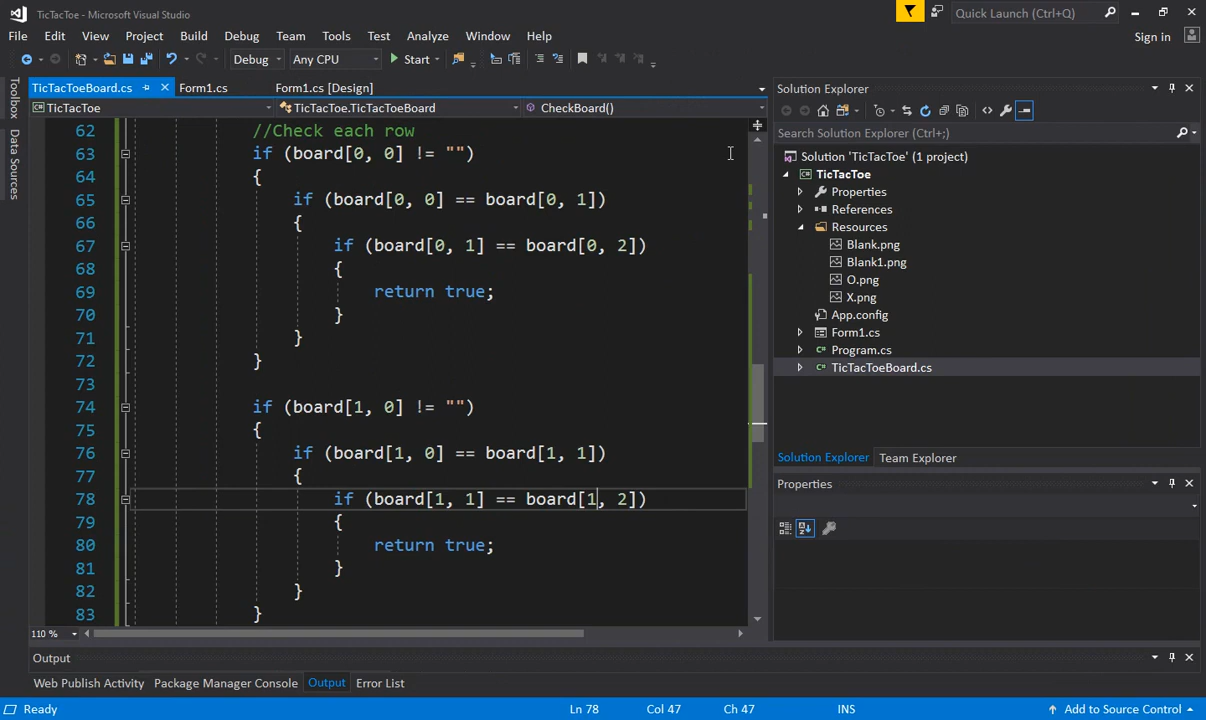 TicTacToe - Microsoft Visual Studio
Quick Launch (Ctrl+Q)
File Edit View Project Build Debug Team Tools Test Analyze Window Help
Sign in
Debug Any CPU Start
TicTacToeBoard.cs Form1.cs Form1.cs [Design]
TicTacToe TicTacToe.TicTacToeBoard CheckBoard()
Toolbox
Data Sources
62 //Check each row
63 if (board[0, 0] != "")
64 {
65 if (board[0, 0] == board[0, 1])
66 {
67 if (board[0, 1] == board[0, 2])
68 {
69 return true;
70 }
71 }
72 }
73
74 if (board[1, 0] != "")
75 {
76 if (board[1, 0] == board[1, 1])
77 {
78 if (board[1, 1] == board[1, 2])
79 {
80 return true;
81 }
82 }
83 }
110 %
Solution Explorer
Search Solution Explorer (Ctrl+;)
Solution 'TicTacToe' (1 project)
TicTacToe
Properties
References
Resources
Blank.png
Blank1.png
O.png
X.png
App.config
Form1.cs
Program.cs
TicTacToeBoard.cs
Solution Explorer Team Explorer
Properties
Output
Web Publish Activity Package Manager Console Output Error List
Ready Ln 78 Col 47 Ch 47 INS Add to Source Control